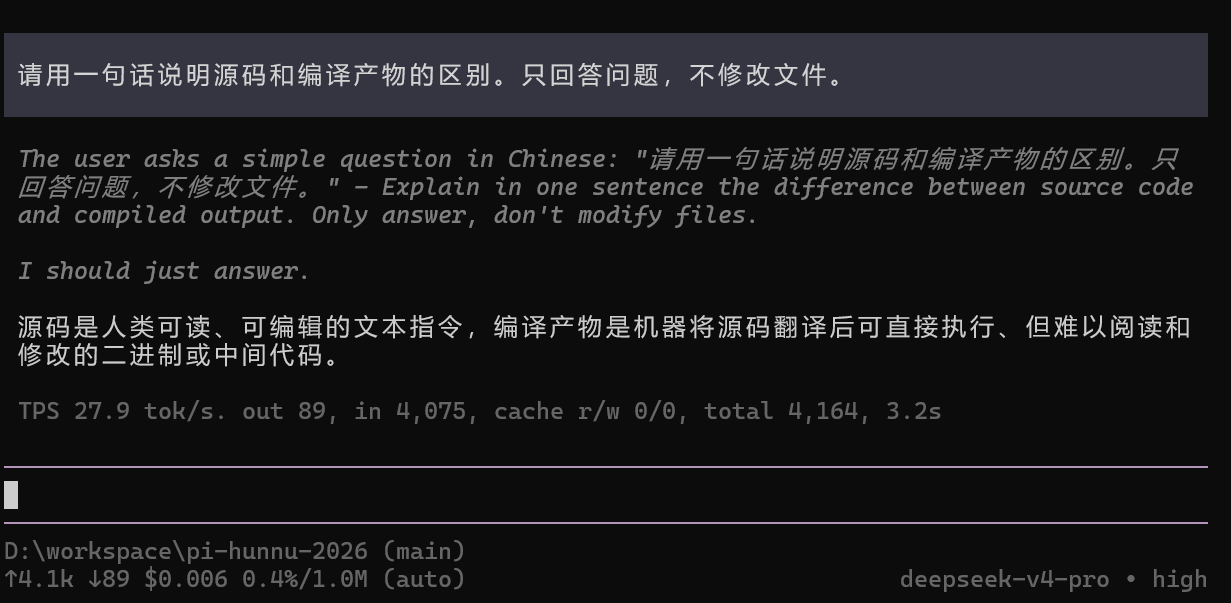 请用一句话说明源码和编译产物的区别。只回答问题，不修改文件。
The user asks a simple question in Chinese: "请用一句话说明源码和编译产物的区别。只
回答问题，不修改文件。" - Explain in one sentence the difference between source code
and compiled output. Only answer, don't modify files.
I should just answer.
源码是人类可读、可编辑的文本指令，编译产物是机器将源码翻译后可直接执行、但难以阅读和
修改的二进制或中间代码。
TPS 27.9 tok/s. out 89, in 4,075, cache r/w 0/0, total 4,164, 3.2s
D:\workspace\pi-hunnu-2026 (main)
↑4.1k ↓89 $0.006 0.4%/1.0M (auto) deepseek-v4-pro • high